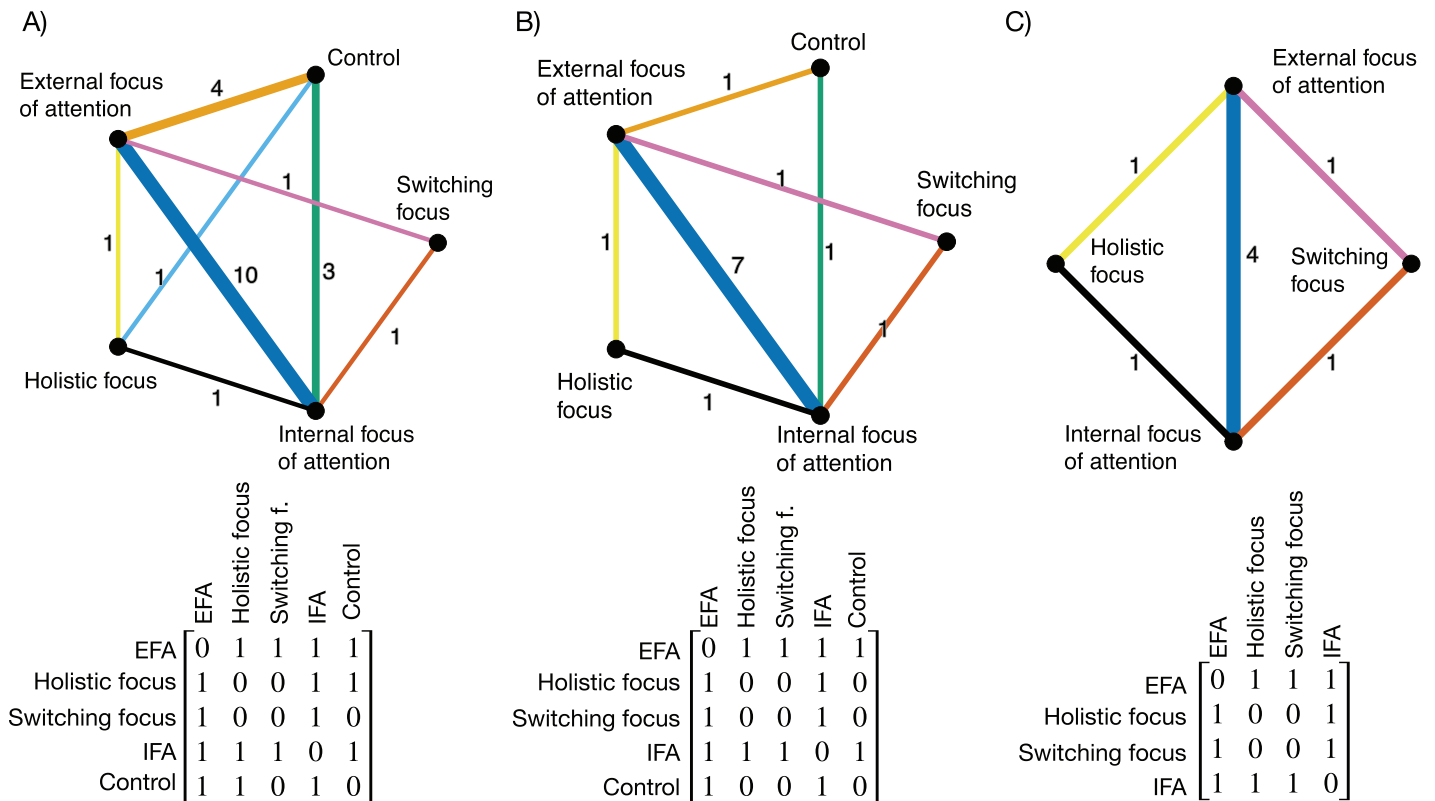 A)
Control
External focus
of attention
4
1
Switching
focus
1
1
10
3
1
Holistic focus
1
Internal focus
of attention
EFA
Holistic focus
Switching f.
IFA
Control
EFA 0 1 1 1 1
Holistic focus 1 0 0 1 1
Switching focus 1 0 0 1 0
IFA 1 1 1 0 1
Control 1 1 0 1 0
B)
Control
External focus
of attention
1
1
Switching
focus
1
7
1
1
Holistic
focus
1
Internal focus
of attention
EFA
Holistic focus
Switching f.
IFA
Control
EFA 0 1 1 1 1
Holistic focus 1 0 0 1 0
Switching focus 1 0 0 1 0
IFA 1 1 1 0 1
Control 1 0 0 1 0
C)
External focus
of attention
1
1
Holistic
focus
4
Switching
focus
1
1
Internal focus
of attention
EFA
Holistic focus
Switching focus
IFA
EFA 0 1 1 1
Holistic focus 1 0 0 1
Switching focus 1 0 0 1
IFA 1 1 1 0